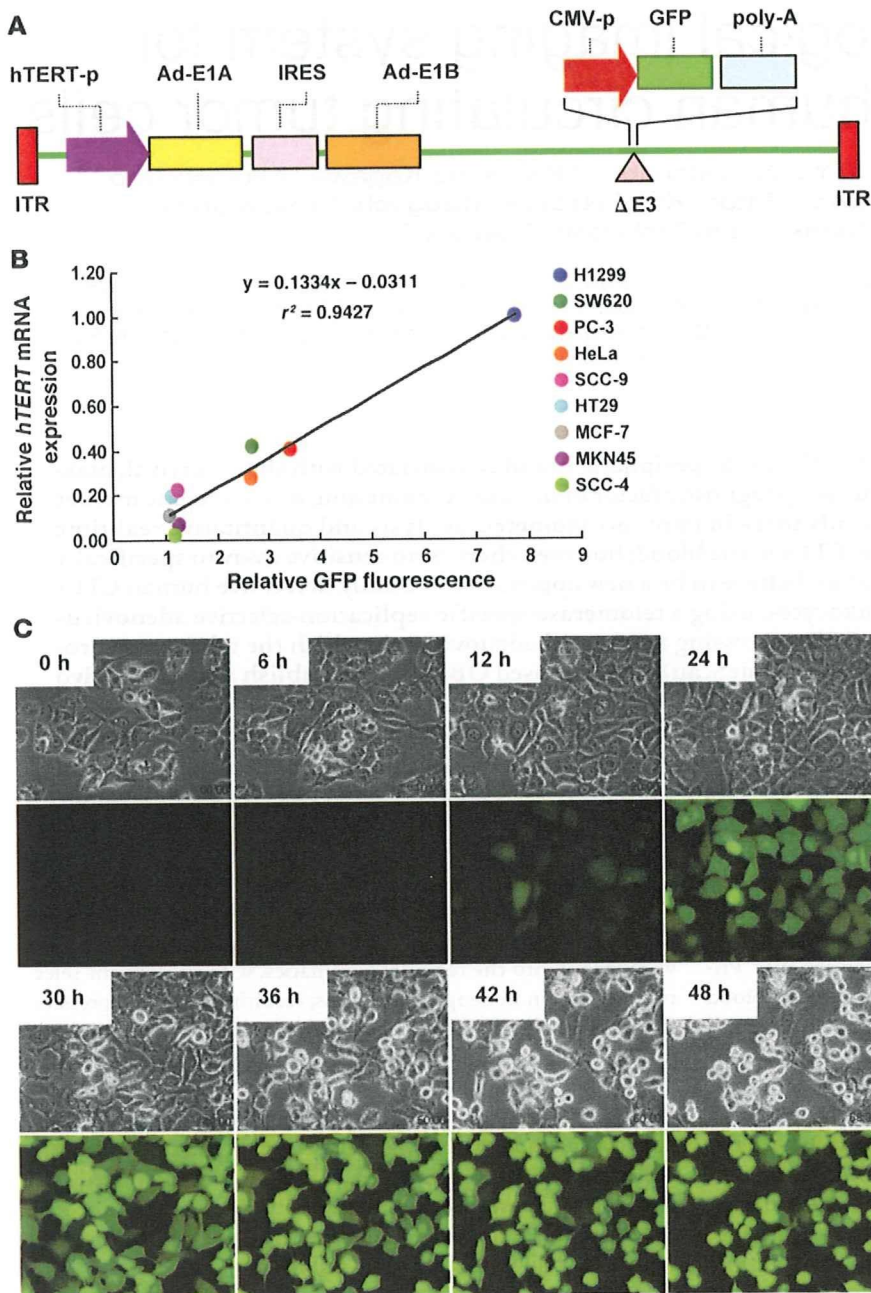 A
CMV-p GFP poly-A
hTERT-p Ad-E1A IRES Ad-E1B
ITR
Δ E3
ITR
B
Relative hTERT mRNA
expression
1.20
1.00
0.80
0.60
0.40
0.20
0.00
y = 0.1334x – 0.0311
r² = 0.9427
0 1 2 3 4 5 6 7 8 9
Relative GFP fluorescence
H1299
SW620
PC-3
HeLa
SCC-9
HT29
MCF-7
MKN45
SCC-4
C
0 h 6 h 12 h 24 h
30 h 36 h 42 h 48 h